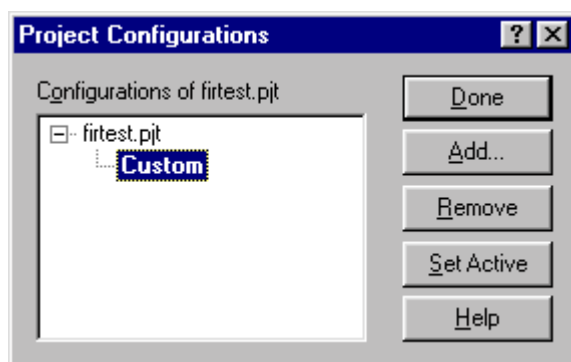 Project Configurations
Configurations of firtest.pjt
firtest.pjt
Custom
Done
Add...
Remove
Set Active
Help